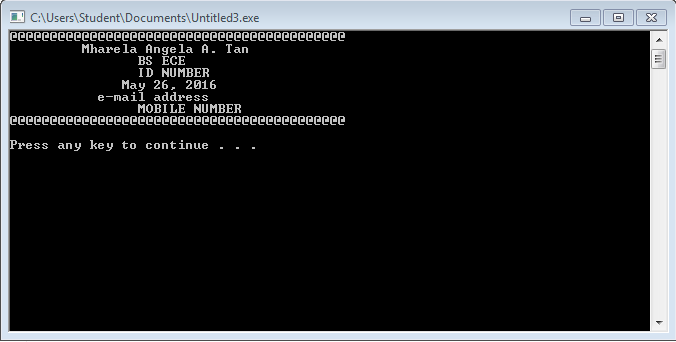 C:\Users\Student\Documents\Untitled3.exe
@@@@@@@@@@@@@@@@@@@@@@@@@@@@@@@@@@@@@@@@@@
Mharela Angela A. Tan
BS ECE
ID NUMBER
May 26, 2016
e-mail address
MOBILE NUMBER
@@@@@@@@@@@@@@@@@@@@@@@@@@@@@@@@@@@@@@@@@@
Press any key to continue . . .